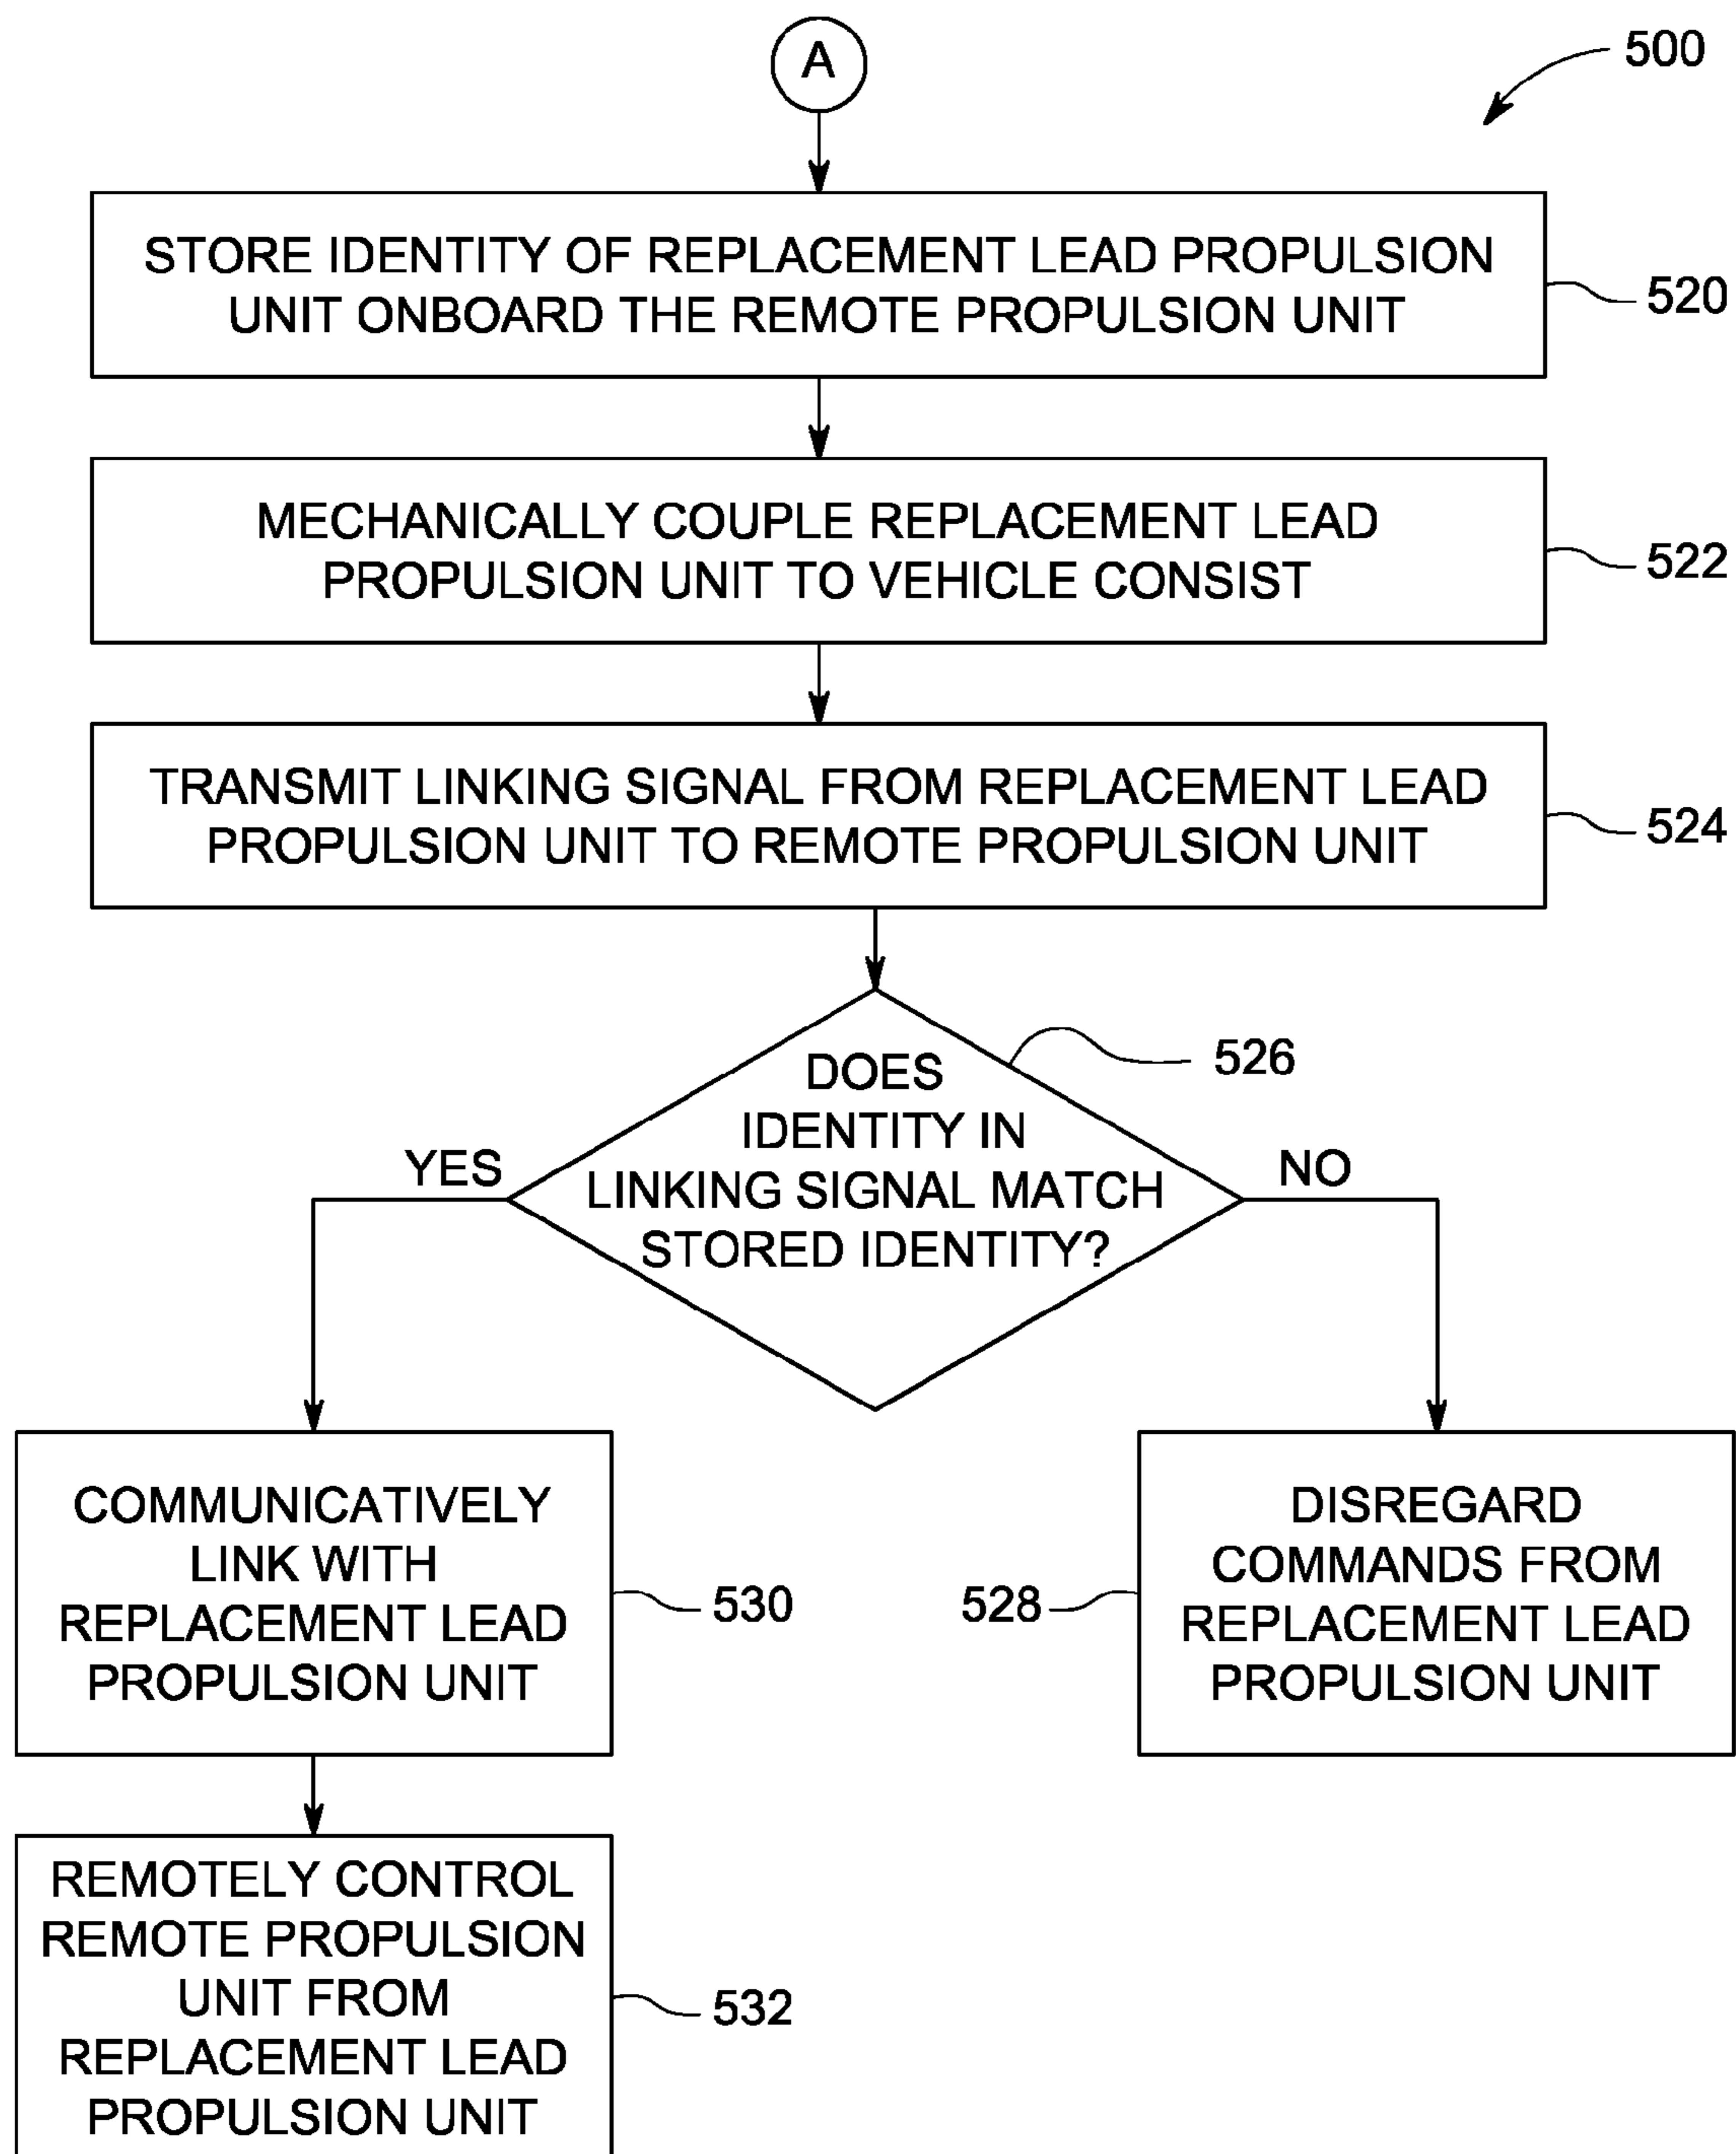 A
500
STORE IDENTITY OF REPLACEMENT LEAD PROPULSION
UNIT ONBOARD THE REMOTE PROPULSION UNIT
520
MECHANICALLY COUPLE REPLACEMENT LEAD
PROPULSION UNIT TO VEHICLE CONSIST
522
TRANSMIT LINKING SIGNAL FROM REPLACEMENT LEAD
PROPULSION UNIT TO REMOTE PROPULSION UNIT
524
DOES
IDENTITY IN
LINKING SIGNAL MATCH
STORED IDENTITY?
526
YES
NO
COMMUNICATIVELY
LINK WITH
REPLACEMENT LEAD
PROPULSION UNIT
530
528
DISREGARD
COMMANDS FROM
REPLACEMENT LEAD
PROPULSION UNIT
REMOTELY CONTROL
REMOTE PROPULSION
UNIT FROM
REPLACEMENT LEAD
PROPULSION UNIT
532